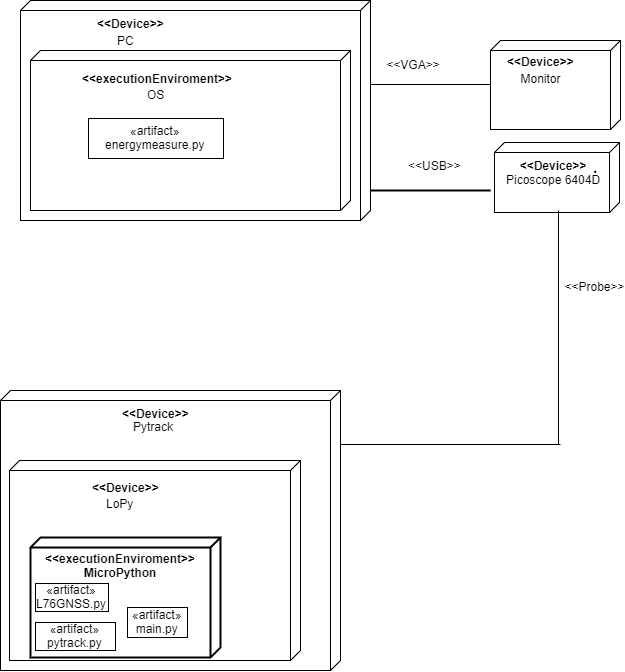 <<Device>>
PC
<<executionEnviroment>>
OS
«artifact»
energymeasure.py
<<VGA>>
<<Device>>
Monitor
<<USB>>
<<Device>>
Picoscope 6404D
<<Probe>>
<<Device>>
Pytrack
<<Device>>
LoPy
<<executionEnviroment>>
MicroPython
«artifact»
L76GNSS.py
«artifact»
main.py
«artifact»
pytrack.py